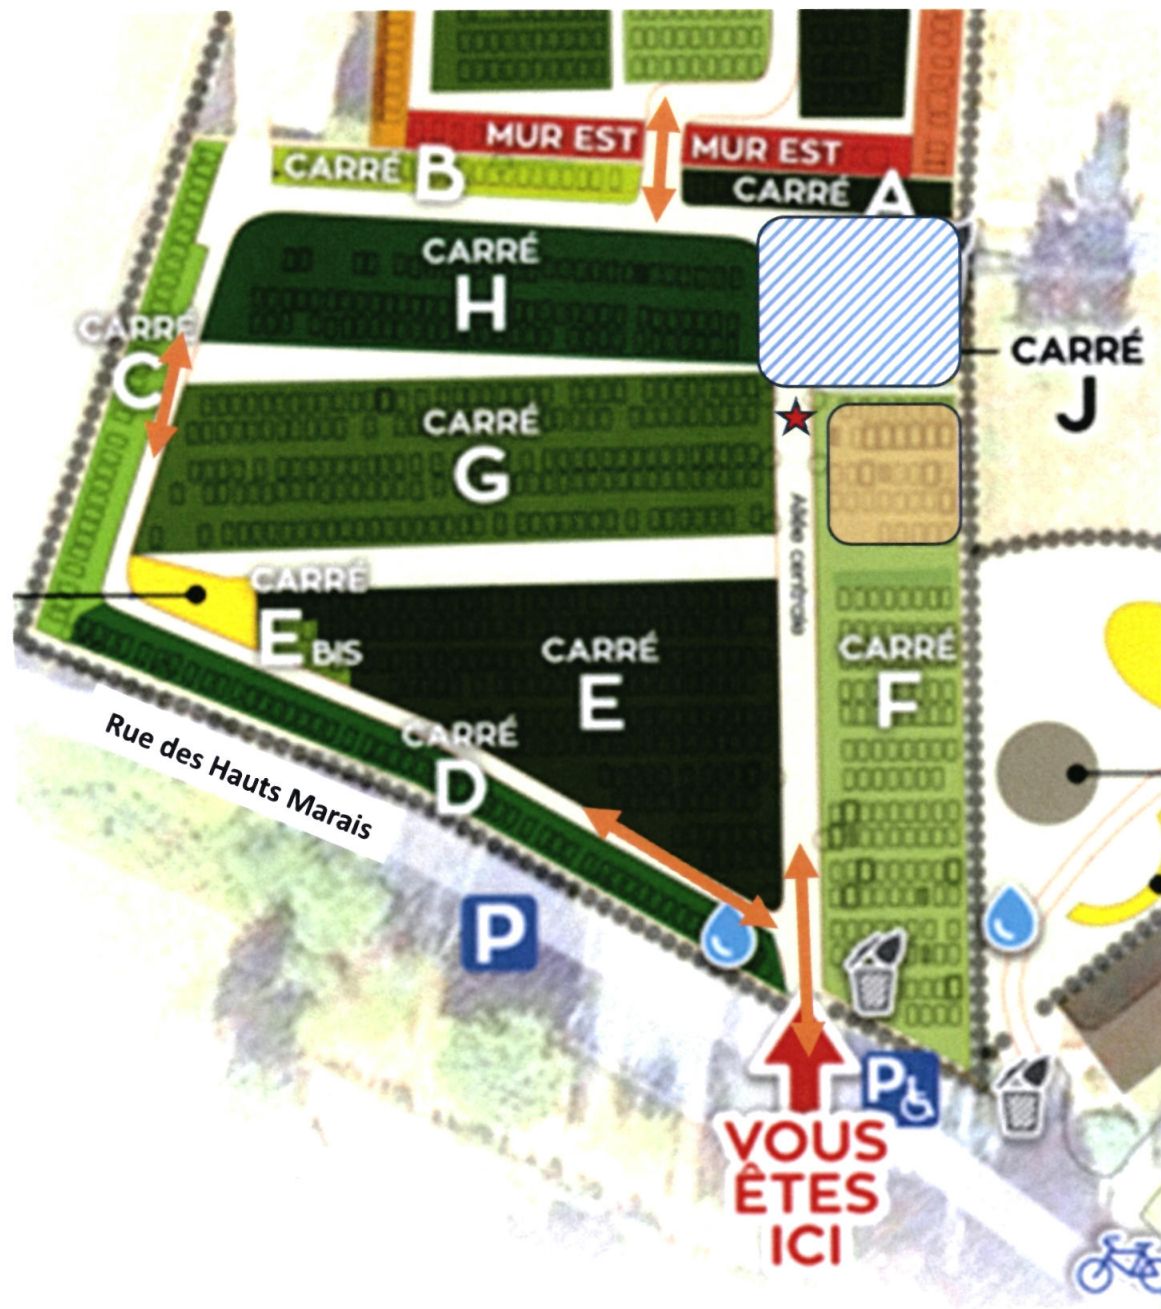 MUR EST
MUR EST
CARRÉ B
CARRÉ A
CARRÉ
H
CARRÉ
J
CARRÉ
C
CARRÉ
G
Allée centrale
CARRÉ
E BIS
CARRÉ
E
CARRÉ
F
CARRÉ
D
Rue des Hauts Marais
P
P
VOUS
ÊTES
ICI